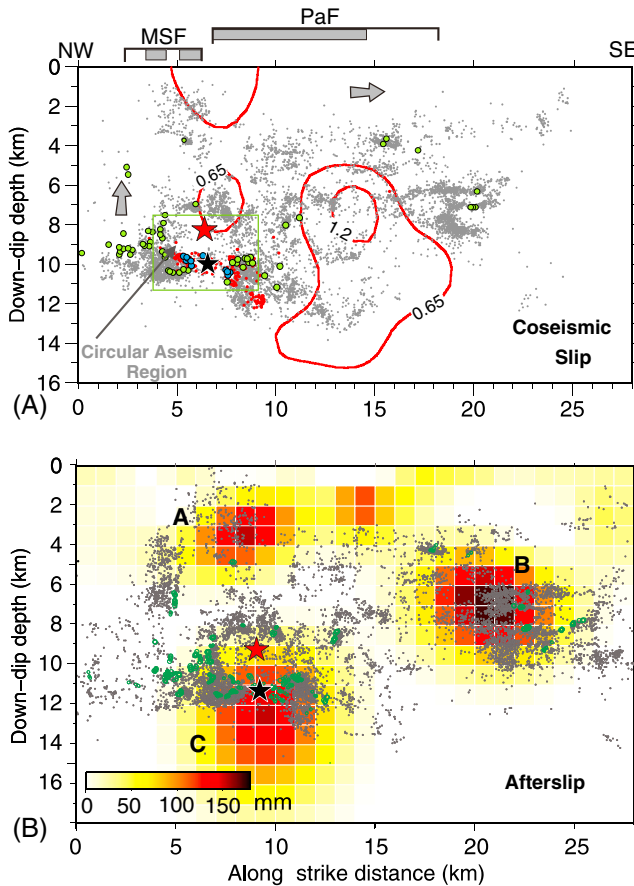 PaF
NW MSF SE
0
2
4
6
8
10
12
14
16
Down-dip depth (km)
0.65
1.2
0.65
Circular Aseismic
Region
Coseismic
Slip
0 5 10 15 20 25
(A)
0
2
4
6
8
10
12
14
16
Down-dip depth (km)
A
B
C
0 50 100 150 mm
Afterslip
(B)
0 5 10 15 20 25
Along strike distance (km)